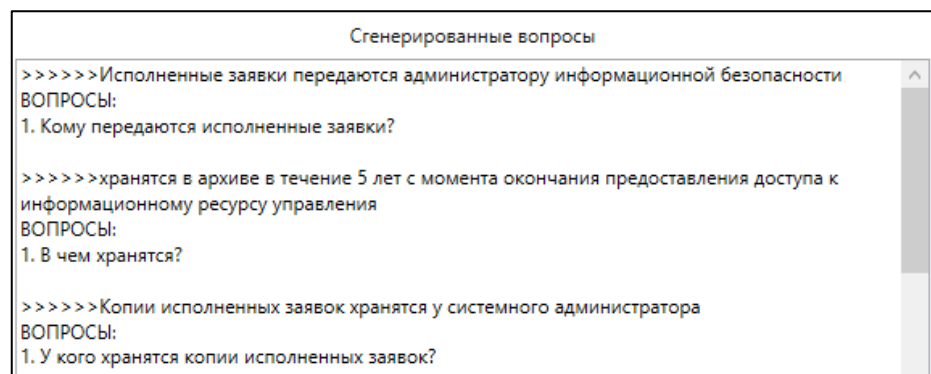 Сгенерированные вопросы
>>>>>>Исполненные заявки передаются администратору информационной безопасности
ВОПРОСЫ:
1. Кому передаются исполненные заявки?
>>>>>>хранятся в архиве в течение 5 лет с момента окончания предоставления доступа к
информационному ресурсу управления
ВОПРОСЫ:
1. В чем хранятся?
>>>>>>Копии исполненных заявок хранятся у системного администратора
ВОПРОСЫ:
1. У кого хранятся копии исполненных заявок?